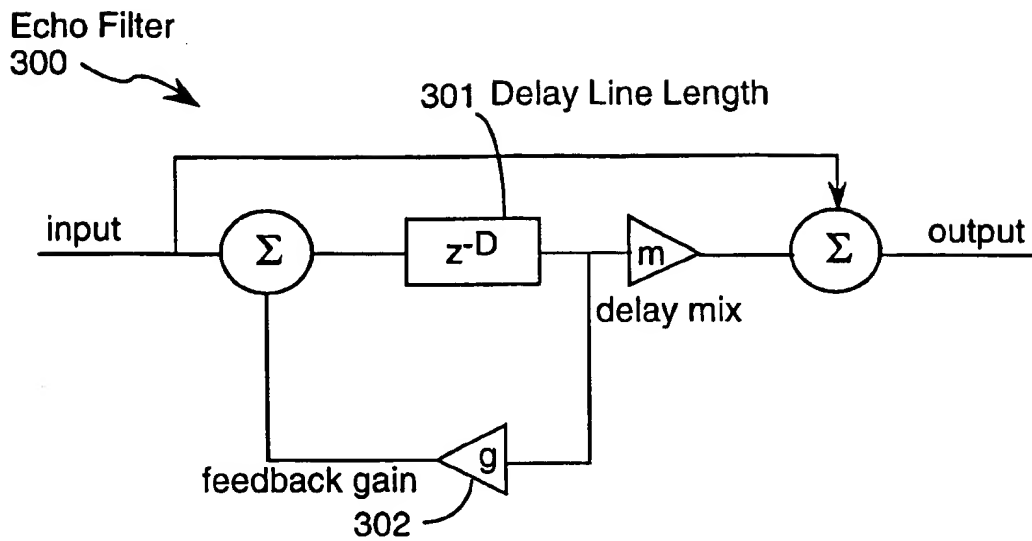 Echo Filter
300
301 Delay Line Length
input
Σ
z-D
m
Σ
output
delay mix
g
feedback gain
302